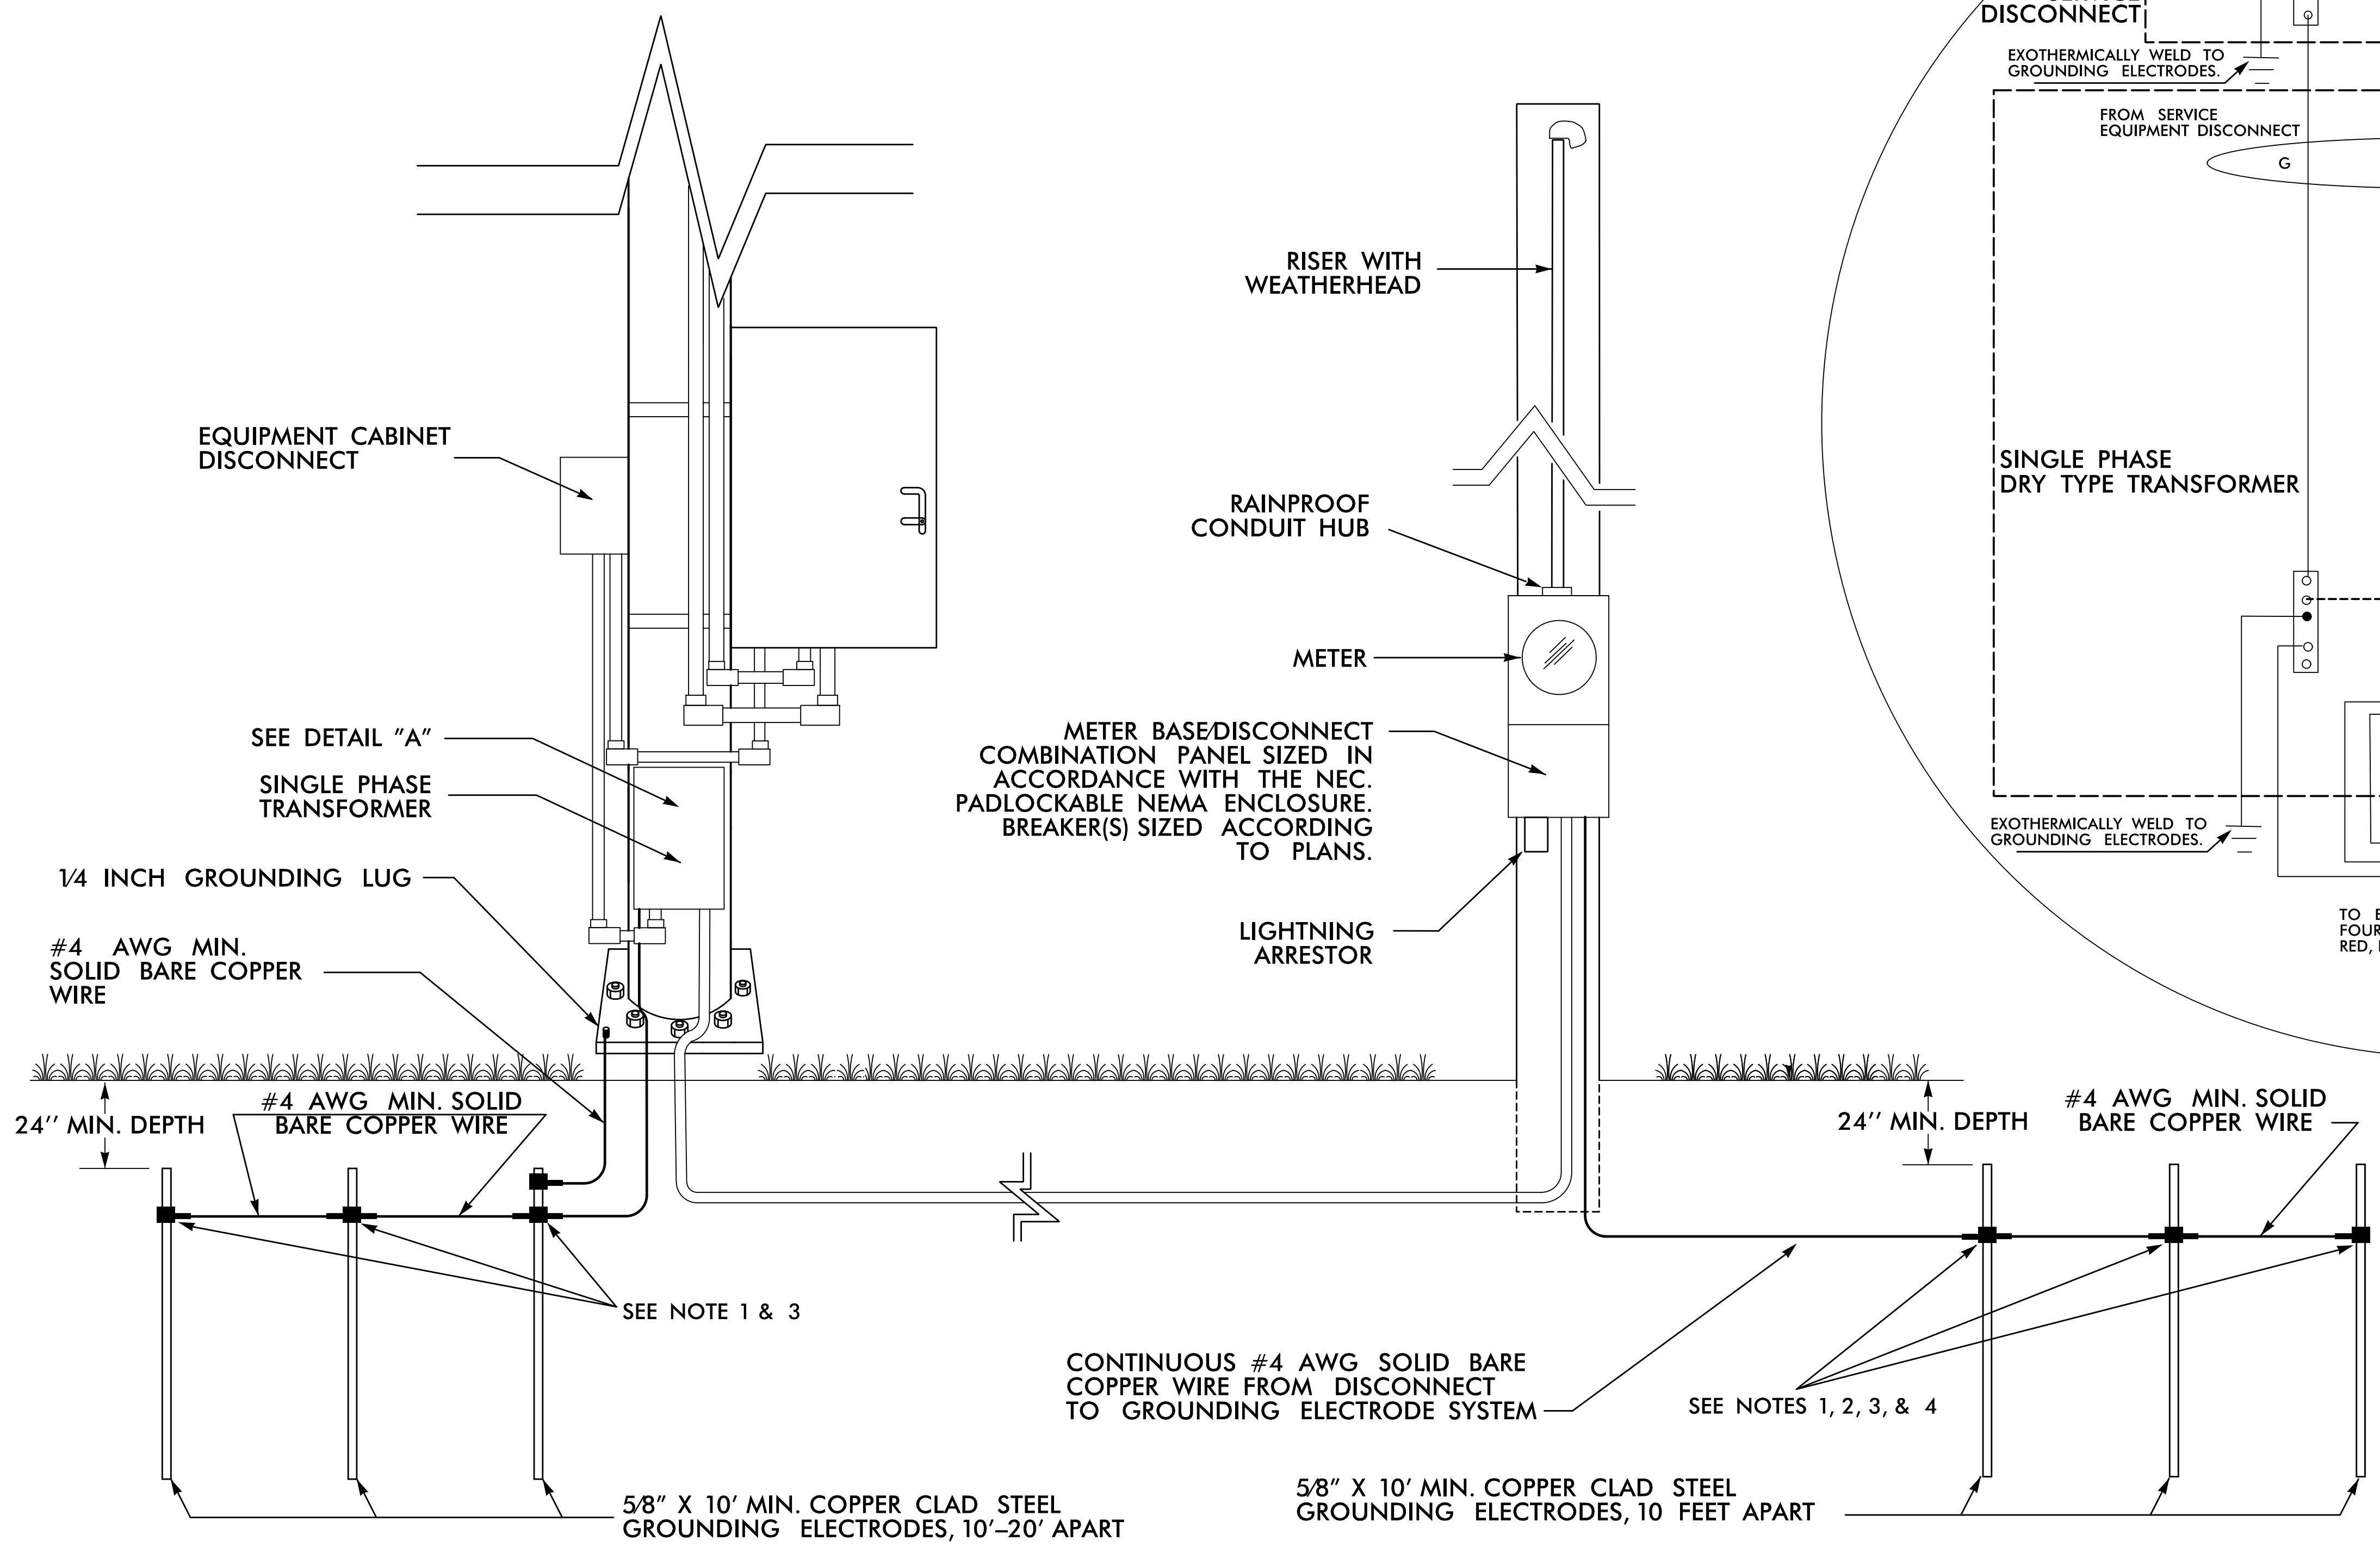 DISCONNECT
EXOTHERMICALLY WELD TO
GROUNDING ELECTRODES.
FROM SERVICE
EQUIPMENT DISCONNECT
G
RISER WITH
WEATHERHEAD
EQUIPMENT CABINET
DISCONNECT
SINGLE PHASE
DRY TYPE TRANSFORMER
RAINPROOF
CONDUIT HUB
METER
SEE DETAIL "A"
SINGLE PHASE
TRANSFORMER
METER BASE/DISCONNECT
COMBINATION PANEL SIZED IN
ACCORDANCE WITH THE NEC.
PADLOCKABLE NEMA ENCLOSURE.
BREAKER(S) SIZED ACCORDING
TO PLANS.
EXOTHERMICALLY WELD TO
GROUNDING ELECTRODES.
1/4 INCH GROUNDING LUG
#4 AWG MIN.
SOLID BARE COPPER
WIRE
LIGHTNING
ARRESTOR
TO
FOUR
RED,
24'' MIN. DEPTH
#4 AWG MIN. SOLID
BARE COPPER WIRE
24'' MIN. DEPTH
#4 AWG MIN. SOLID
BARE COPPER WIRE
SEE NOTE 1 & 3
CONTINUOUS #4 AWG SOLID BARE
COPPER WIRE FROM DISCONNECT
TO GROUNDING ELECTRODE SYSTEM
SEE NOTES 1, 2, 3, & 4
5/8" X 10' MIN. COPPER CLAD STEEL
GROUNDING ELECTRODES, 10'–20' APART
5/8" X 10' MIN. COPPER CLAD STEEL
GROUNDING ELECTRODES, 10 FEET APART